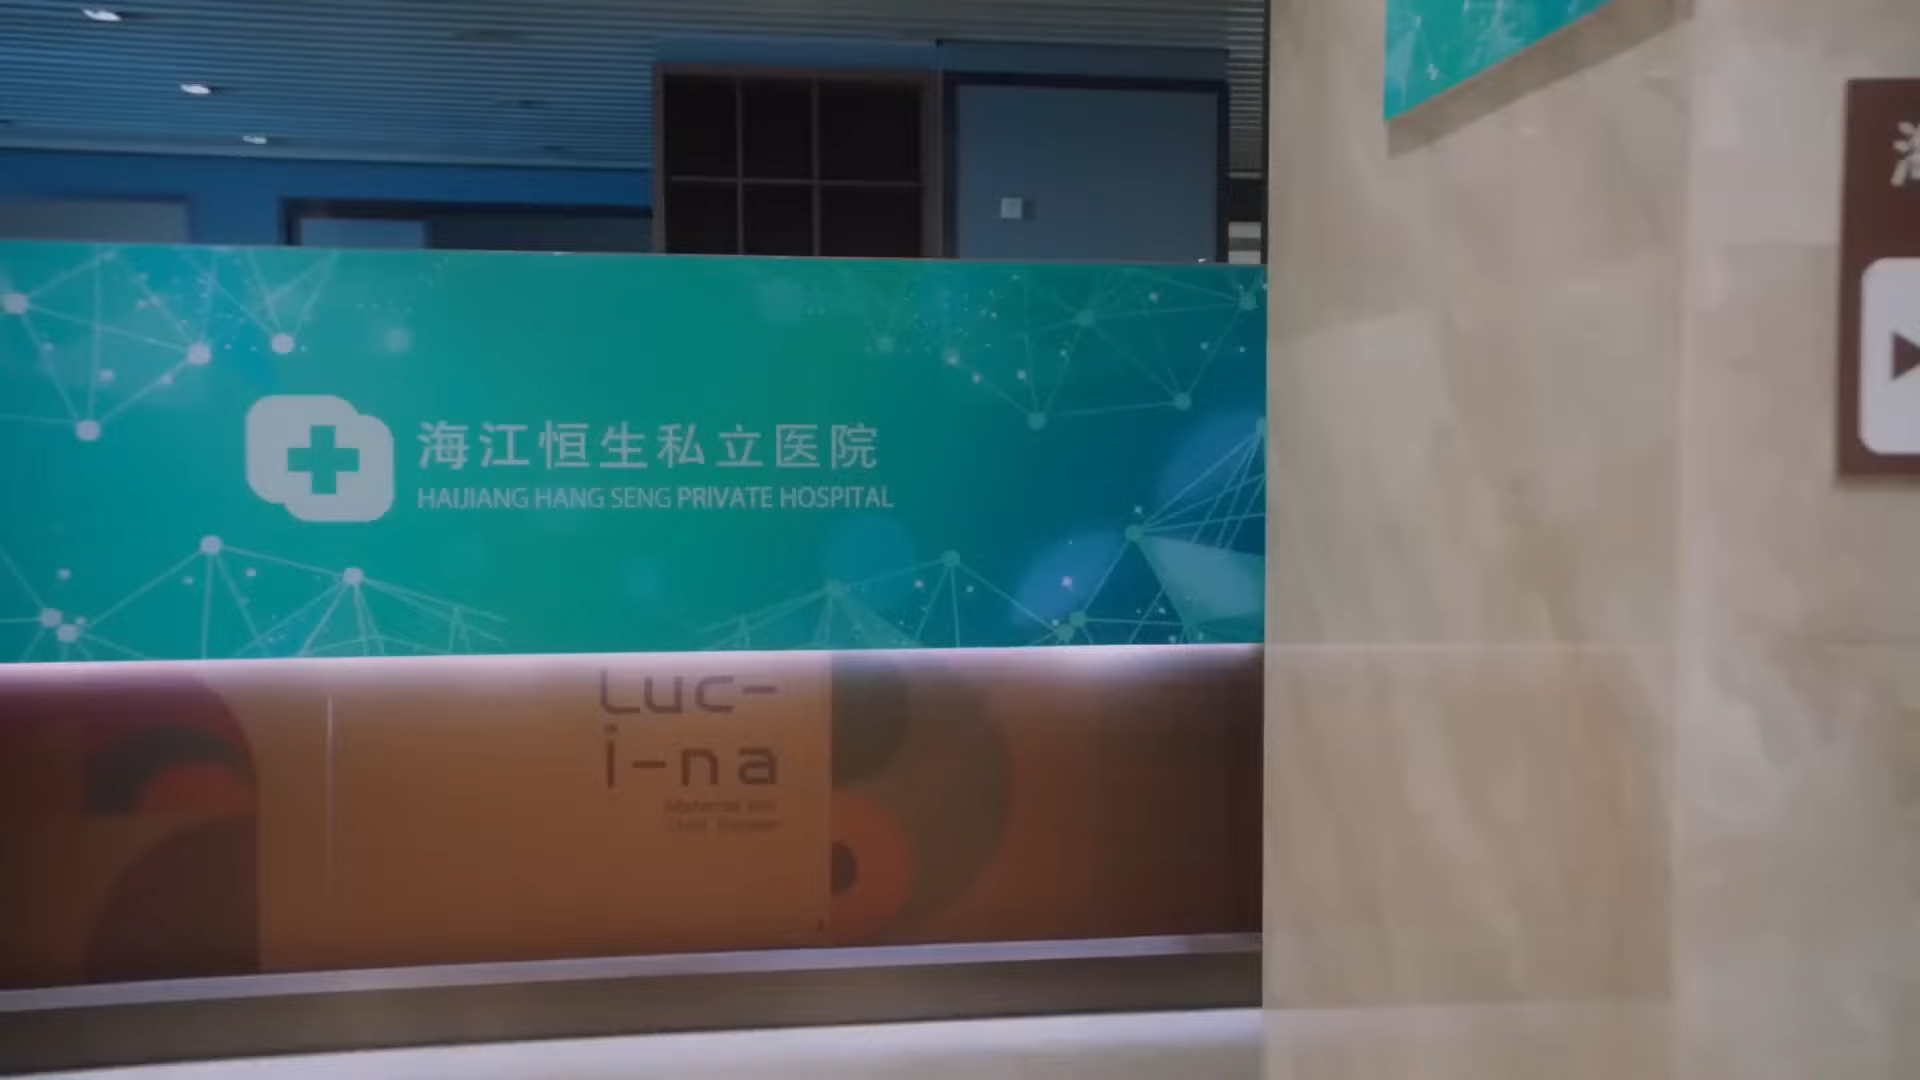 海江恒生私立医院
HAIJIANG HANG SENG PRIVATE HOSPITAL
Luc-
i-na